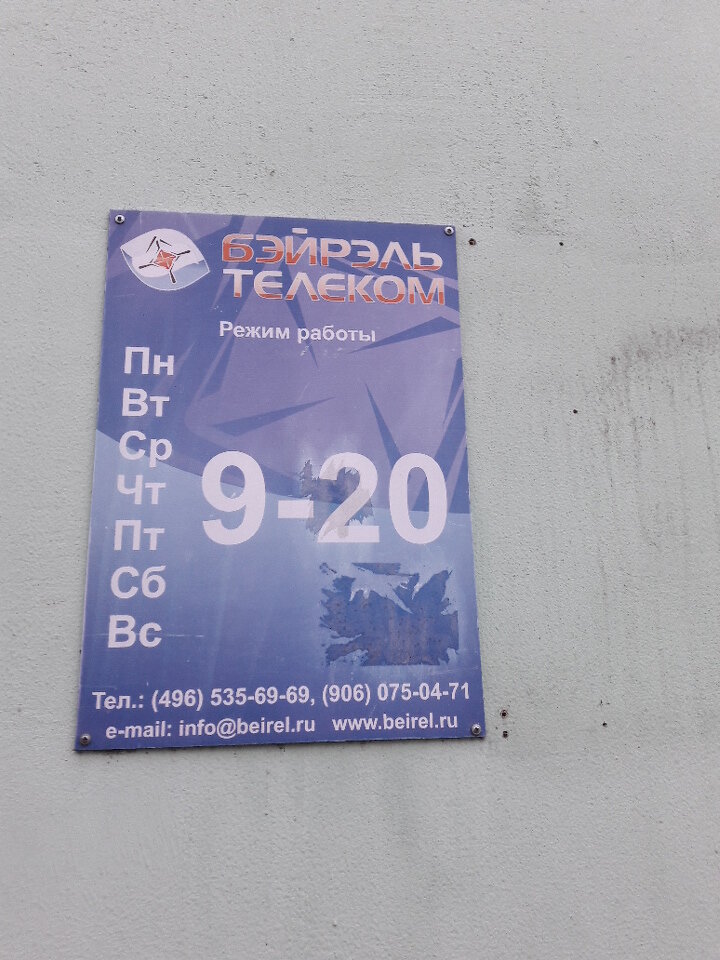 БЭЙРЭЛЬ
ТЕЛЕКОМ
Режим работы
Пн
Вт
Ср
Чт
Пт
Сб
Вс
9-20
Тел.: (496) 535-69-69, (906) 075-04-71
e-mail: info@beirel.ru www.beirel.ru